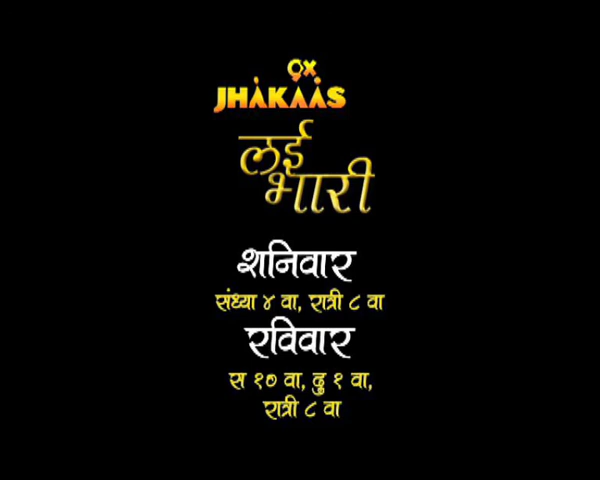 9X
JHAKAAS
लई
भारी
शनिवार
संध्या ४ वा, रात्री ८ वा
रविवार
स १० वा, दु १ वा,
रात्री ८ वा